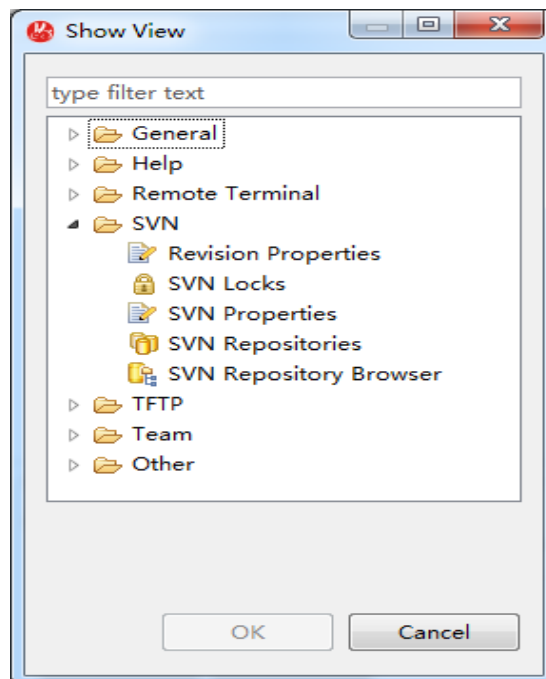 Show View
type filter text
General
Help
Remote Terminal
SVN
Revision Properties
SVN Locks
SVN Properties
SVN Repositories
SVN Repository Browser
TFTP
Team
Other
OK
Cancel